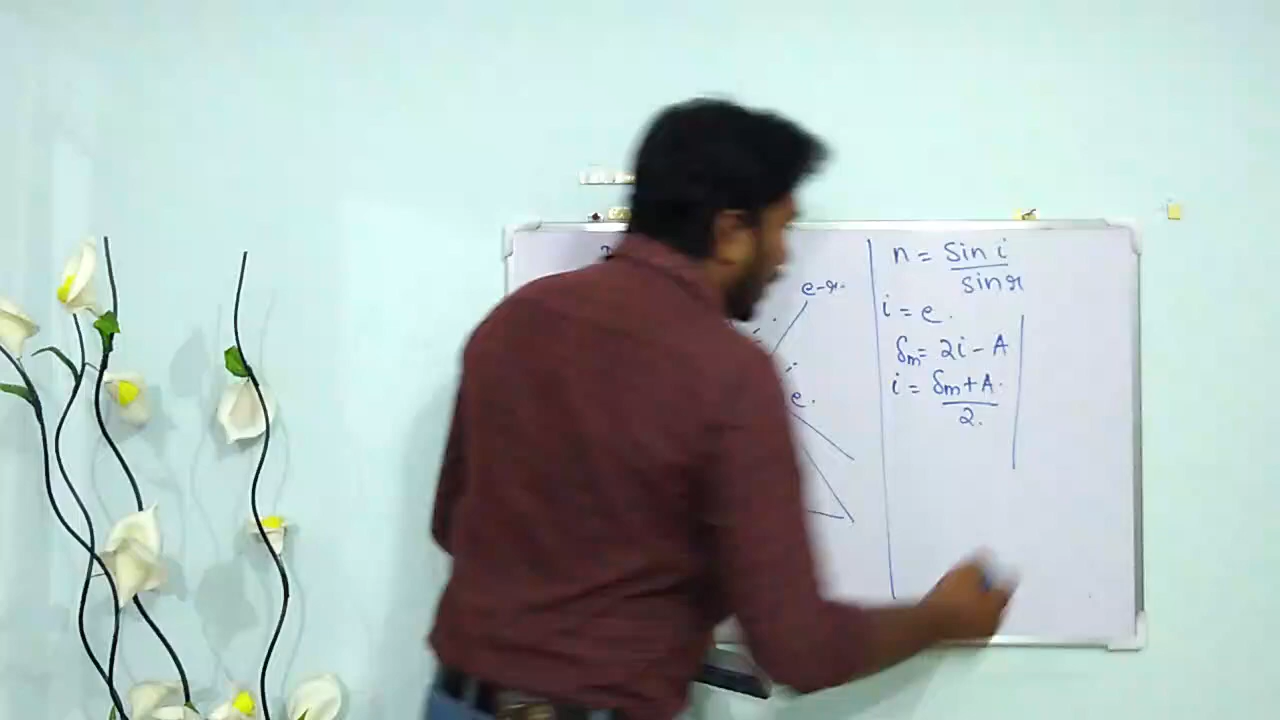 e-r.
e.
n = Sin i / sin r
i = e.
δm = 2i - A
i = δm + A. / 2.